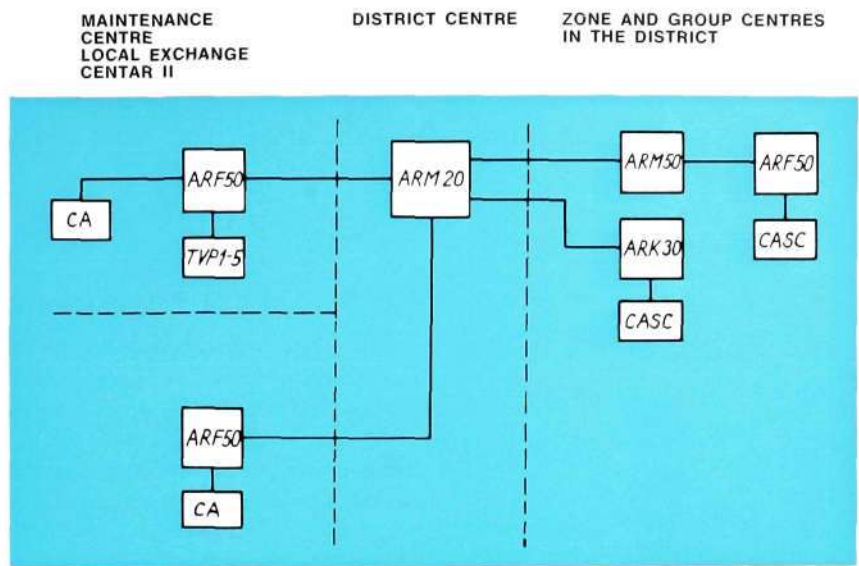 MAINTENANCE
CENTRE
LOCAL EXCHANGE
CENTAR II
DISTRICT CENTRE
ZONE AND GROUP CENTRES
IN THE DISTRICT
ARF50
ARM20
ARM50
ARF50
CA
TVP1-5
ARK30
CASC
CASC
ARF50
CA